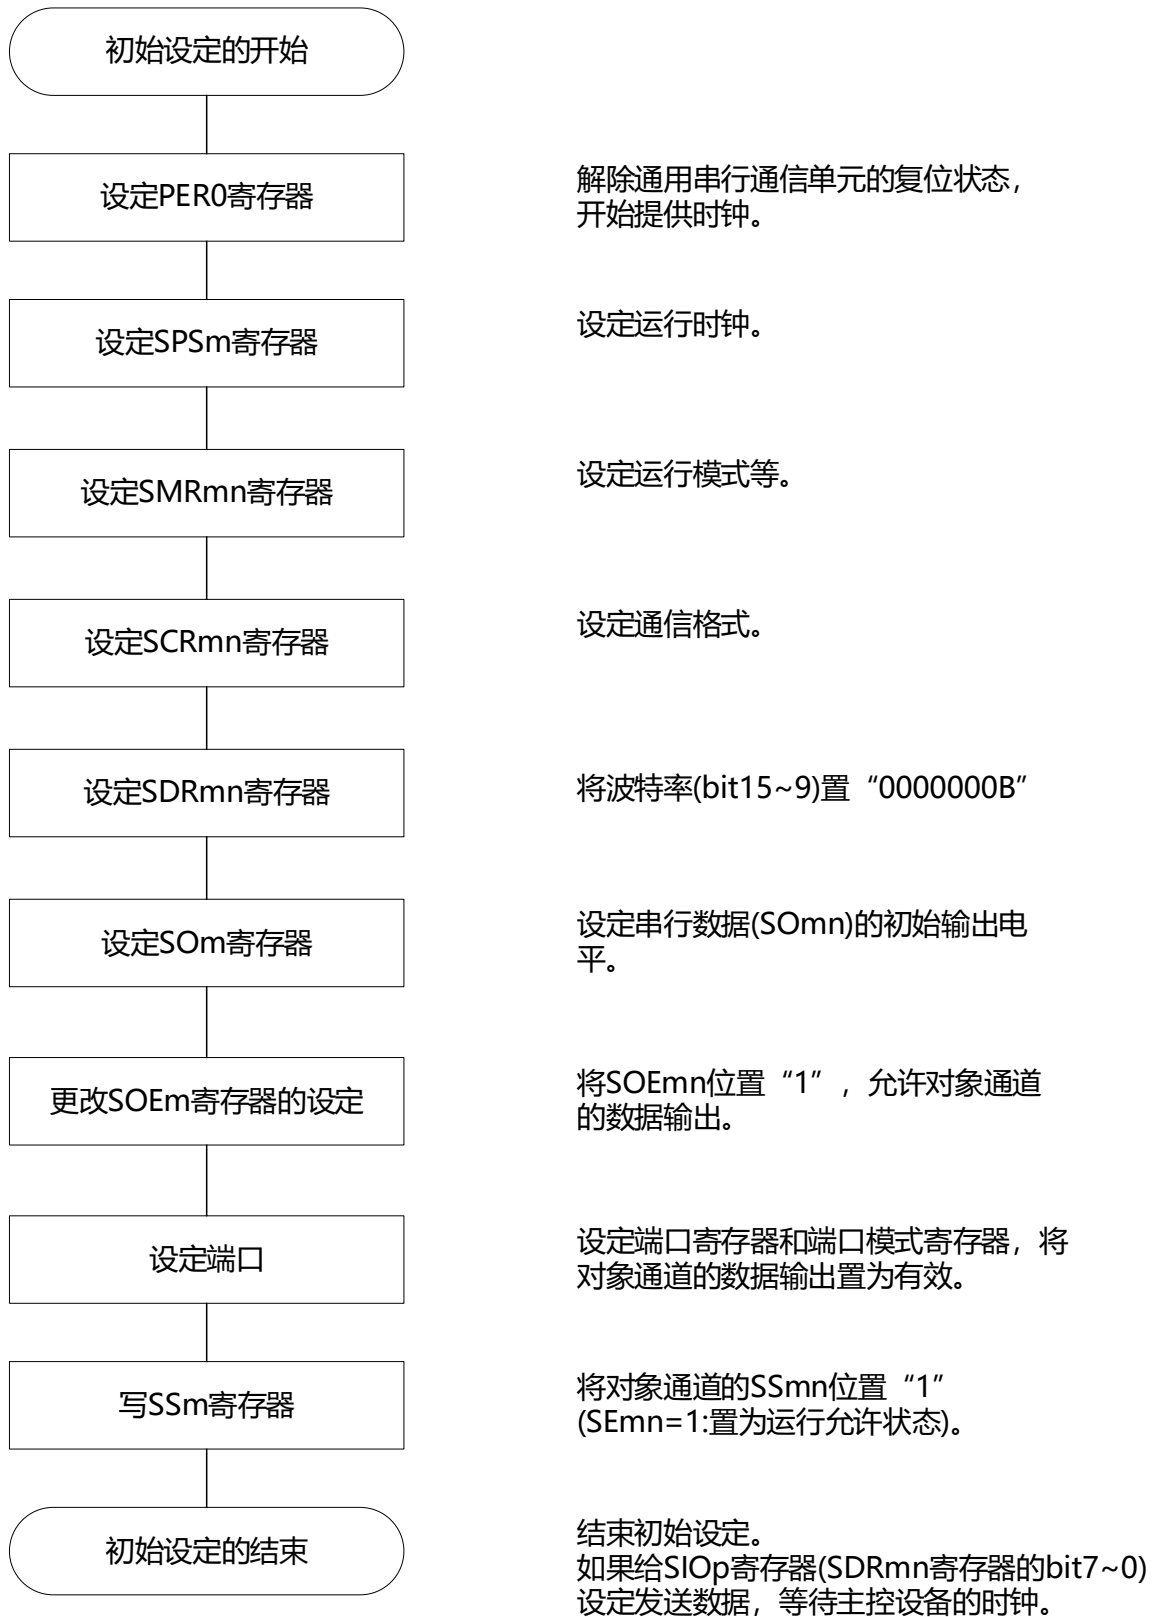 初始设定的开始
设定PER0寄存器
解除通用串行通信单元的复位状态，
开始提供时钟。
设定SPSm寄存器
设定运行时钟。
设定SMRmn寄存器
设定运行模式等。
设定SCRmn寄存器
设定通信格式。
设定SDRmn寄存器
将波特率(bit15~9)置“0000000B”
设定SOm寄存器
设定串行数据(SOmn)的初始输出电
平。
更改SOEm寄存器的设定
将SOEmn位置“1”，允许对象通道
的数据输出。
设定端口
设定端口寄存器和端口模式寄存器，将
对象通道的数据输出置为有效。
写SSm寄存器
将对象通道的SSmn位置“1”
(SEmn=1:置为运行允许状态)。
初始设定的结束
结束初始设定。
如果给SIOp寄存器(SDRmn寄存器的bit7~0)
设定发送数据，等待主控设备的时钟。